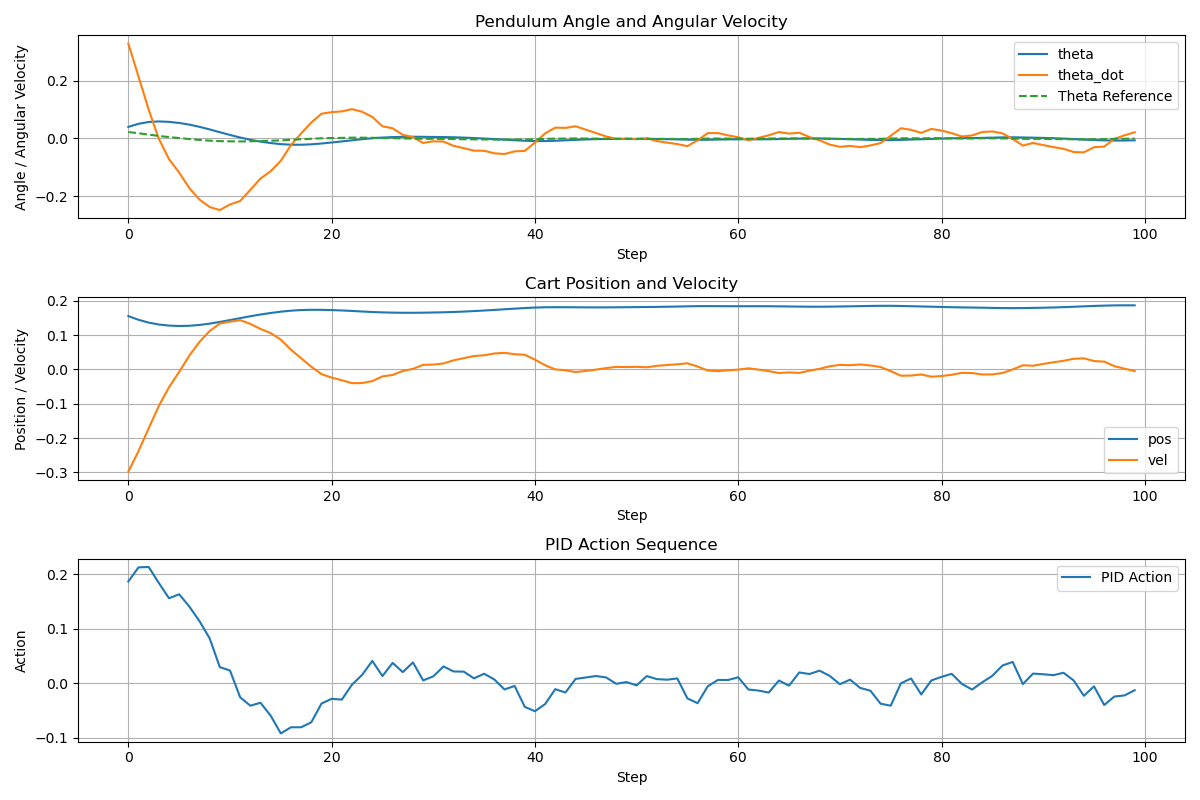 Pendulum Angle and Angular Velocity
Angle / Angular Velocity
0.2
0.0
−0.2
theta
theta_dot
Theta Reference
0 20 40 60 80 100
Step
Cart Position and Velocity
Position / Velocity
0.2
0.1
0.0
−0.1
−0.2
−0.3
pos
vel
0 20 40 60 80 100
Step
PID Action Sequence
Action
0.2
0.1
0.0
−0.1
PID Action
0 20 40 60 80 100
Step